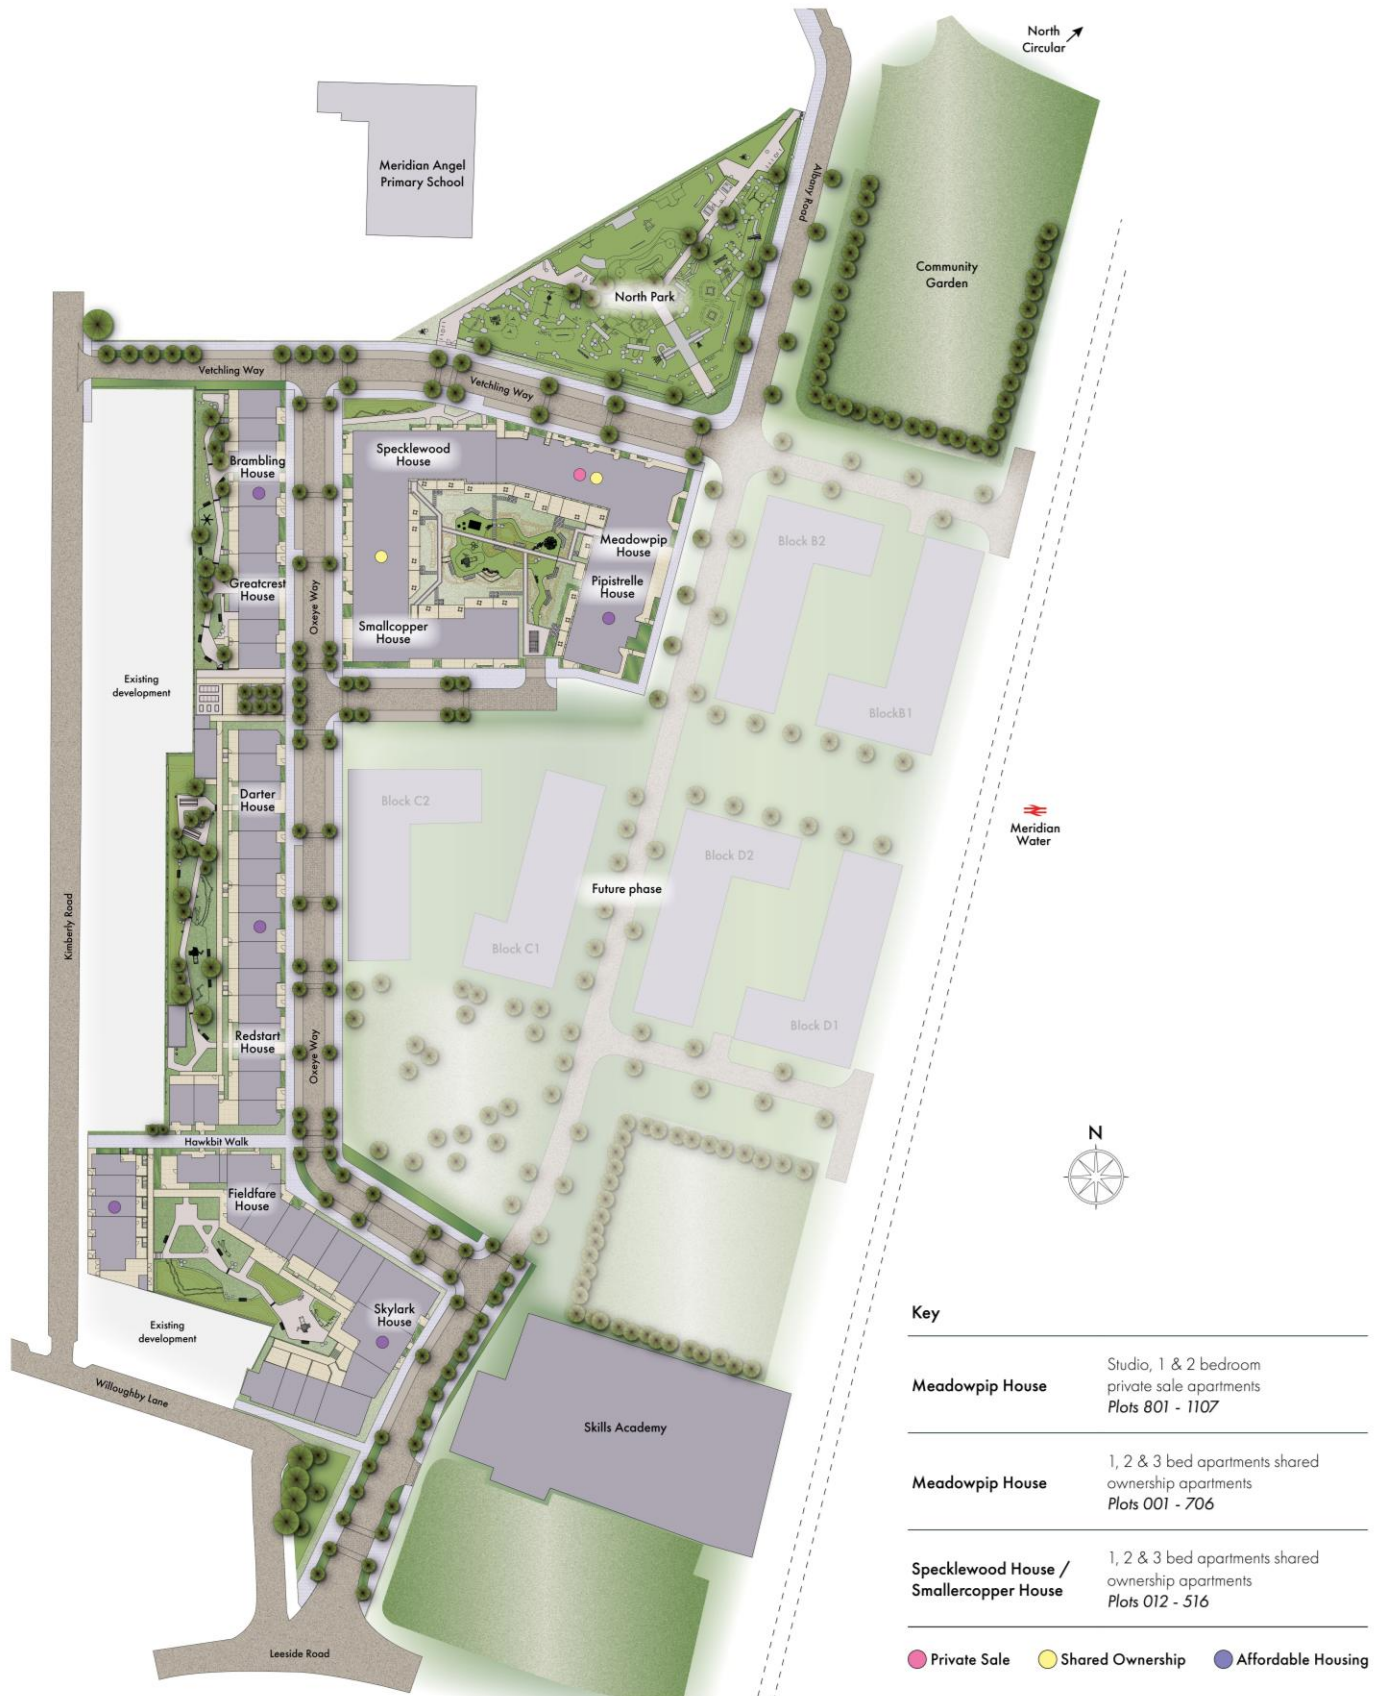 North
Circular
Meridian Angel
Primary School
Albany Road
Community
Garden
North Park
Vetchling Way
Vetchling Way
Specklewood
House
Brambling
House
Meadowpip
House
Block B2
Greatcrest
House
Oxeye Way
Pipistrelle
House
Smallcopper
House
Existing
development
BlockB1
Darter
House
Block C2
Meridian
Water
Block D2
Future phase
Kimberly Road
Block C1
Redstart
House
Oxeye Way
Block D1
Hawkbit Walk
N
Fieldfare
House
Skylark
House
Existing
development
Willoughby Lane
Skills Academy
Leeside Road
Key
Meadowpip House
Studio, 1 & 2 bedroom
private sale apartments
Plots 801 - 1107
Meadowpip House
1, 2 & 3 bed apartments shared
ownership apartments
Plots 001 - 706
Specklewood House /
Smallercopper House
1, 2 & 3 bed apartments shared
ownership apartments
Plots 012 - 516
Private Sale
Shared Ownership
Affordable Housing